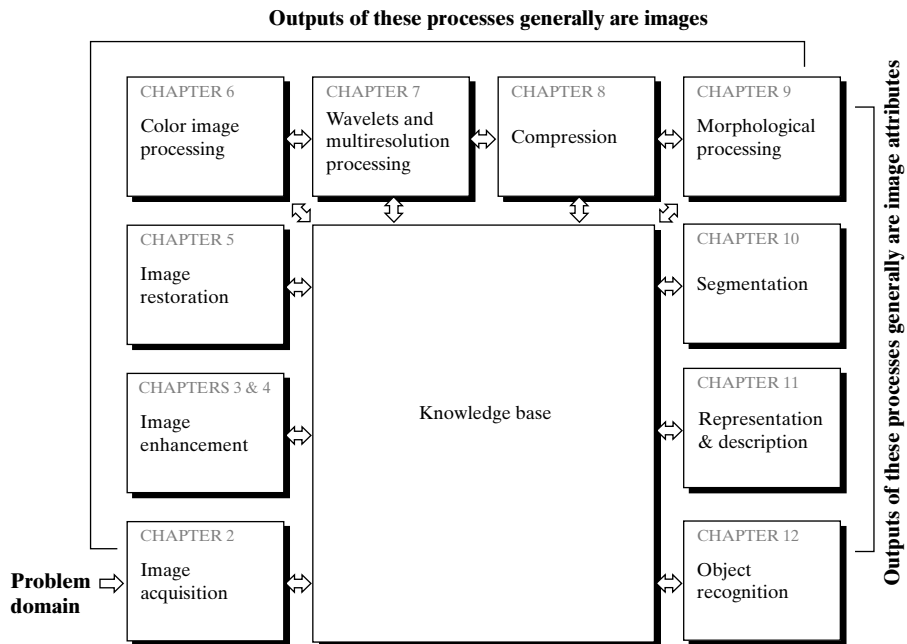 Outputs of these processes generally are images
CHAPTER 6
Color image
processing
CHAPTER 7
Wavelets and
multiresolution
processing
CHAPTER 8
Compression
CHAPTER 9
Morphological
processing
Outputs of these processes generally are image attributes
CHAPTER 5
Image
restoration
CHAPTER 10
Segmentation
CHAPTERS 3 & 4
Image
enhancement
Knowledge base
CHAPTER 11
Representation
& description
CHAPTER 2
Image
acquisition
CHAPTER 12
Object
recognition
Problem
domain